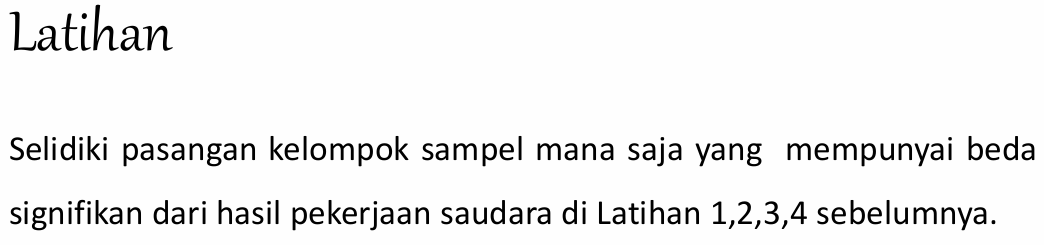 Latihan
Selidiki pasangan kelompok sampel mana saja yang mempunyai beda
signifikan dari hasil pekerjaan saudara di Latihan 1,2,3,4 sebelumnya.